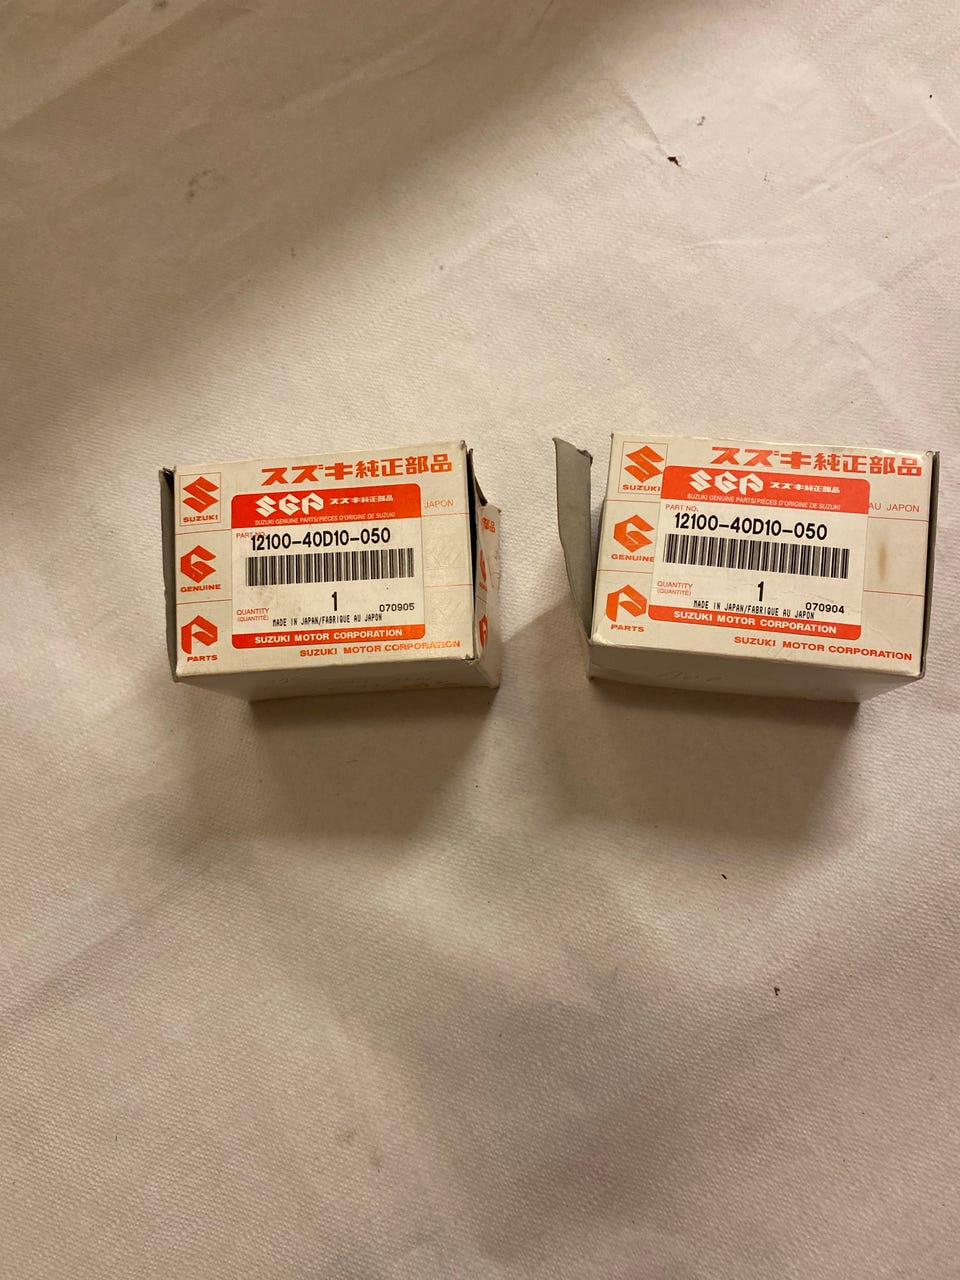 スズキ純正部品
SUZUKI
SGP スズキ純正部品
SUZUKI GENUINE PARTS/PIÈCES D'ORIGINE DE SUZUKI
JAPON
PART NO.
12100-40D10-050
GENUINE
QUANTITY
(QUANTITÉ)
1
070905
MADE IN JAPAN/FABRIQUE AU JAPON
SUZUKI MOTOR CORPORATION
PARTS
SUZUKI MOTOR CORPORATION
スズキ純正部品
SUZUKI
SGP スズキ純正部品
SUZUKI GENUINE PARTS/PIÈCES D'ORIGINE DE SUZUKI
AU JAPON
PART NO.
12100-40D10-050
GENUINE
QUANTITY
(QUANTITÉ)
1
070904
MADE IN JAPAN/FABRIQUE AU JAPON
SUZUKI MOTOR CORPORATION
PARTS
SUZUKI MOTOR CORPORATION